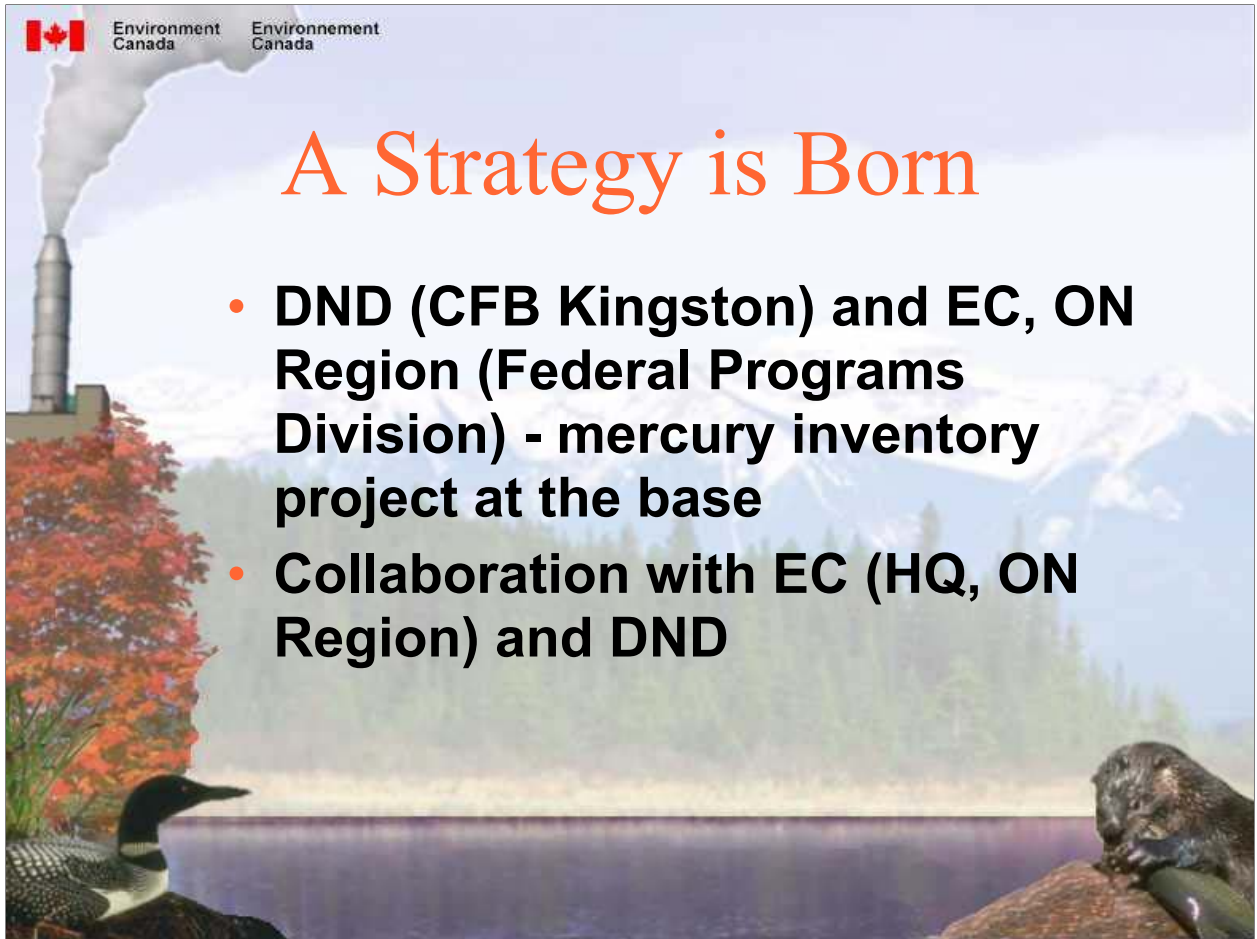 Environment Environnement
Canada Canada
A Strategy is Born
• DND (CFB Kingston) and EC, ON
Region (Federal Programs
Division) - mercury inventory
project at the base
• Collaboration with EC (HQ, ON
Region) and DND